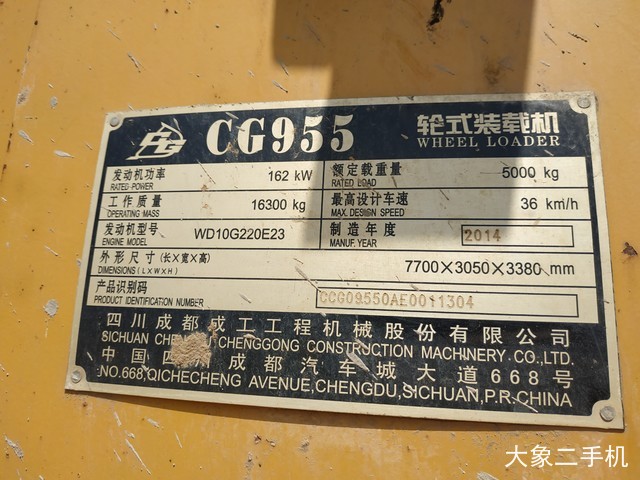 CG CG955 轮式装载机
WHEEL LOADER
发动机功率 162 kW 额定载重量 5000 kg
RATED POWER RATED LOAD
工作质量 16300 kg 最高设计车速 36 km/h
OPERATING MASS MAX. DESIGN SPEED
发动机型号 WD10G220E23 制造年度 2014
ENGINE MODEL MANUF. YEAR
外形尺寸(长×宽×高) 7700×3050×3380 mm
DIMENSIONS (L×W×H)
产品识别码 CCG09550AE0011304
PRODUCT IDENTIFICATION NUMBER
四川成都成工工程机械股份有限公司
SICHUAN CHENGDU CHENGGONG CONSTRUCTION MACHINERY CO.,LTD.
中国四川成都汽车城大道668号
NO.668,QICHECHENG AVENUE,CHENGDU,SICHUAN,P.R.CHINA
大象二手机